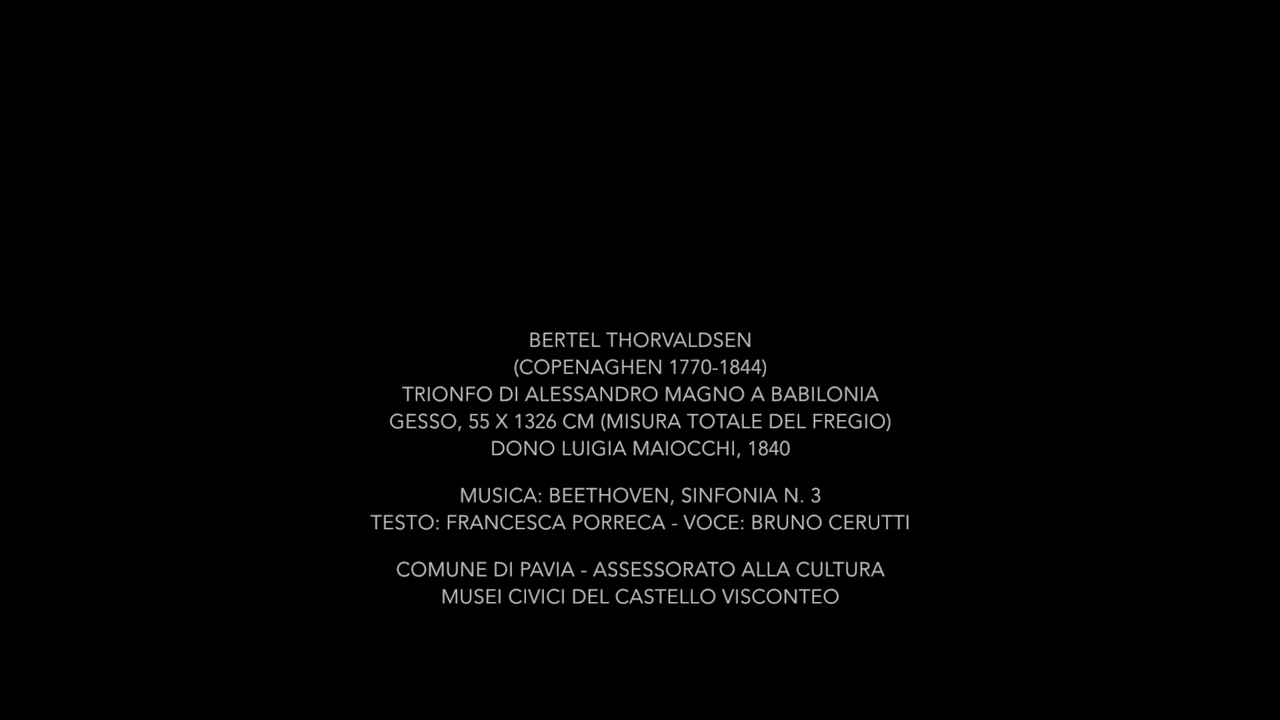 BERTEL THORVALDSEN
(COPENAGHEN 1770-1844)
TRIONFO DI ALESSANDRO MAGNO A BABILONIA
GESSO, 55 X 1326 CM (MISURA TOTALE DEL FREGIO)
DONO LUIGIA MAIOCCHI, 1840
MUSICA: BEETHOVEN, SINFONIA N. 3
TESTO: FRANCESCA PORRECA - VOCE: BRUNO CERUTTI
COMUNE DI PAVIA - ASSESSORATO ALLA CULTURA
MUSEI CIVICI DEL CASTELLO VISCONTEO